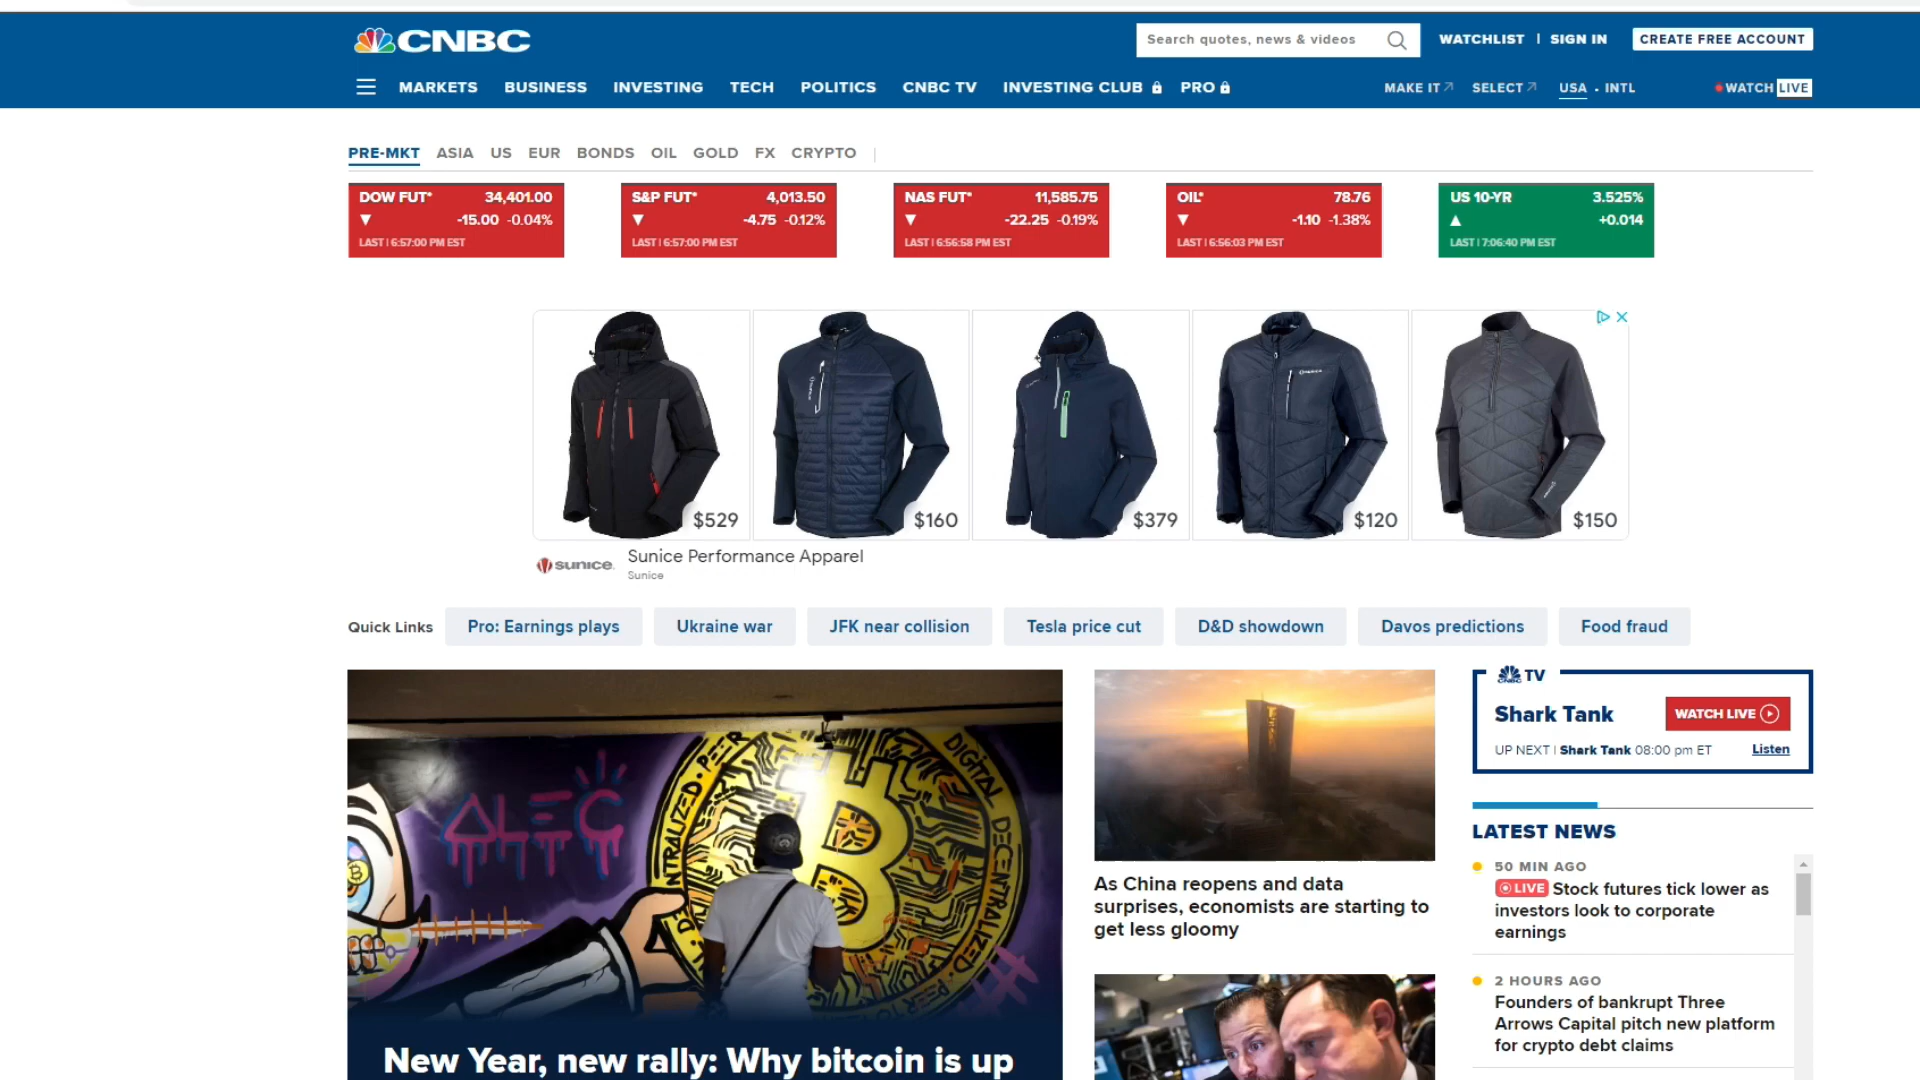 CNBC
Search quotes, news & videos
WATCHLIST | SIGN IN
CREATE FREE ACCOUNT
MARKETS BUSINESS INVESTING TECH POLITICS CNBC TV INVESTING CLUB PRO
MAKE IT SELECT USA • INTL
WATCH LIVE
PRE-MKT ASIA US EUR BONDS OIL GOLD FX CRYPTO
DOW FUT* 34,401.00
-15.00 -0.04%
LAST | 6:57:00 PM EST
S&P FUT* 4,013.50
-4.75 -0.12%
LAST | 6:57:00 PM EST
NAS FUT* 11,585.75
-22.25 -0.19%
LAST | 6:56:58 PM EST
OIL* 78.76
-1.10 -1.38%
LAST | 6:56:03 PM EST
US 10-YR 3.525%
+0.014
LAST | 7:06:40 PM EST
$529
$160
$379
$120
$150
sunice
Sunice Performance Apparel
Sunice
Quick Links
Pro: Earnings plays
Ukraine war
JFK near collision
Tesla price cut
D&D showdown
Davos predictions
Food fraud
ALEC
DIGITAL
DECENTRALIZED
New Year, new rally: Why bitcoin is up
As China reopens and data
surprises, economists are starting to
get less gloomy
CNBC TV
Shark Tank
WATCH LIVE
UP NEXT | Shark Tank 08:00 pm ET
Listen
LATEST NEWS
50 MIN AGO
LIVE Stock futures tick lower as
investors look to corporate
earnings
2 HOURS AGO
Founders of bankrupt Three
Arrows Capital pitch new platform
for crypto debt claims